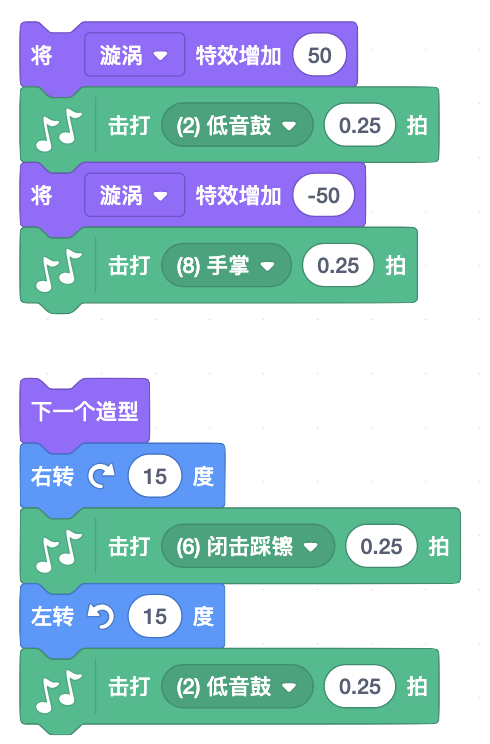 将 漩涡 特效增加 50
击打 (2) 低音鼓 0.25 拍
将 漩涡 特效增加 -50
击打 (8) 手掌 0.25 拍
下一个造型
右转 15 度
击打 (6) 闭击踩镲 0.25 拍
左转 15 度
击打 (2) 低音鼓 0.25 拍